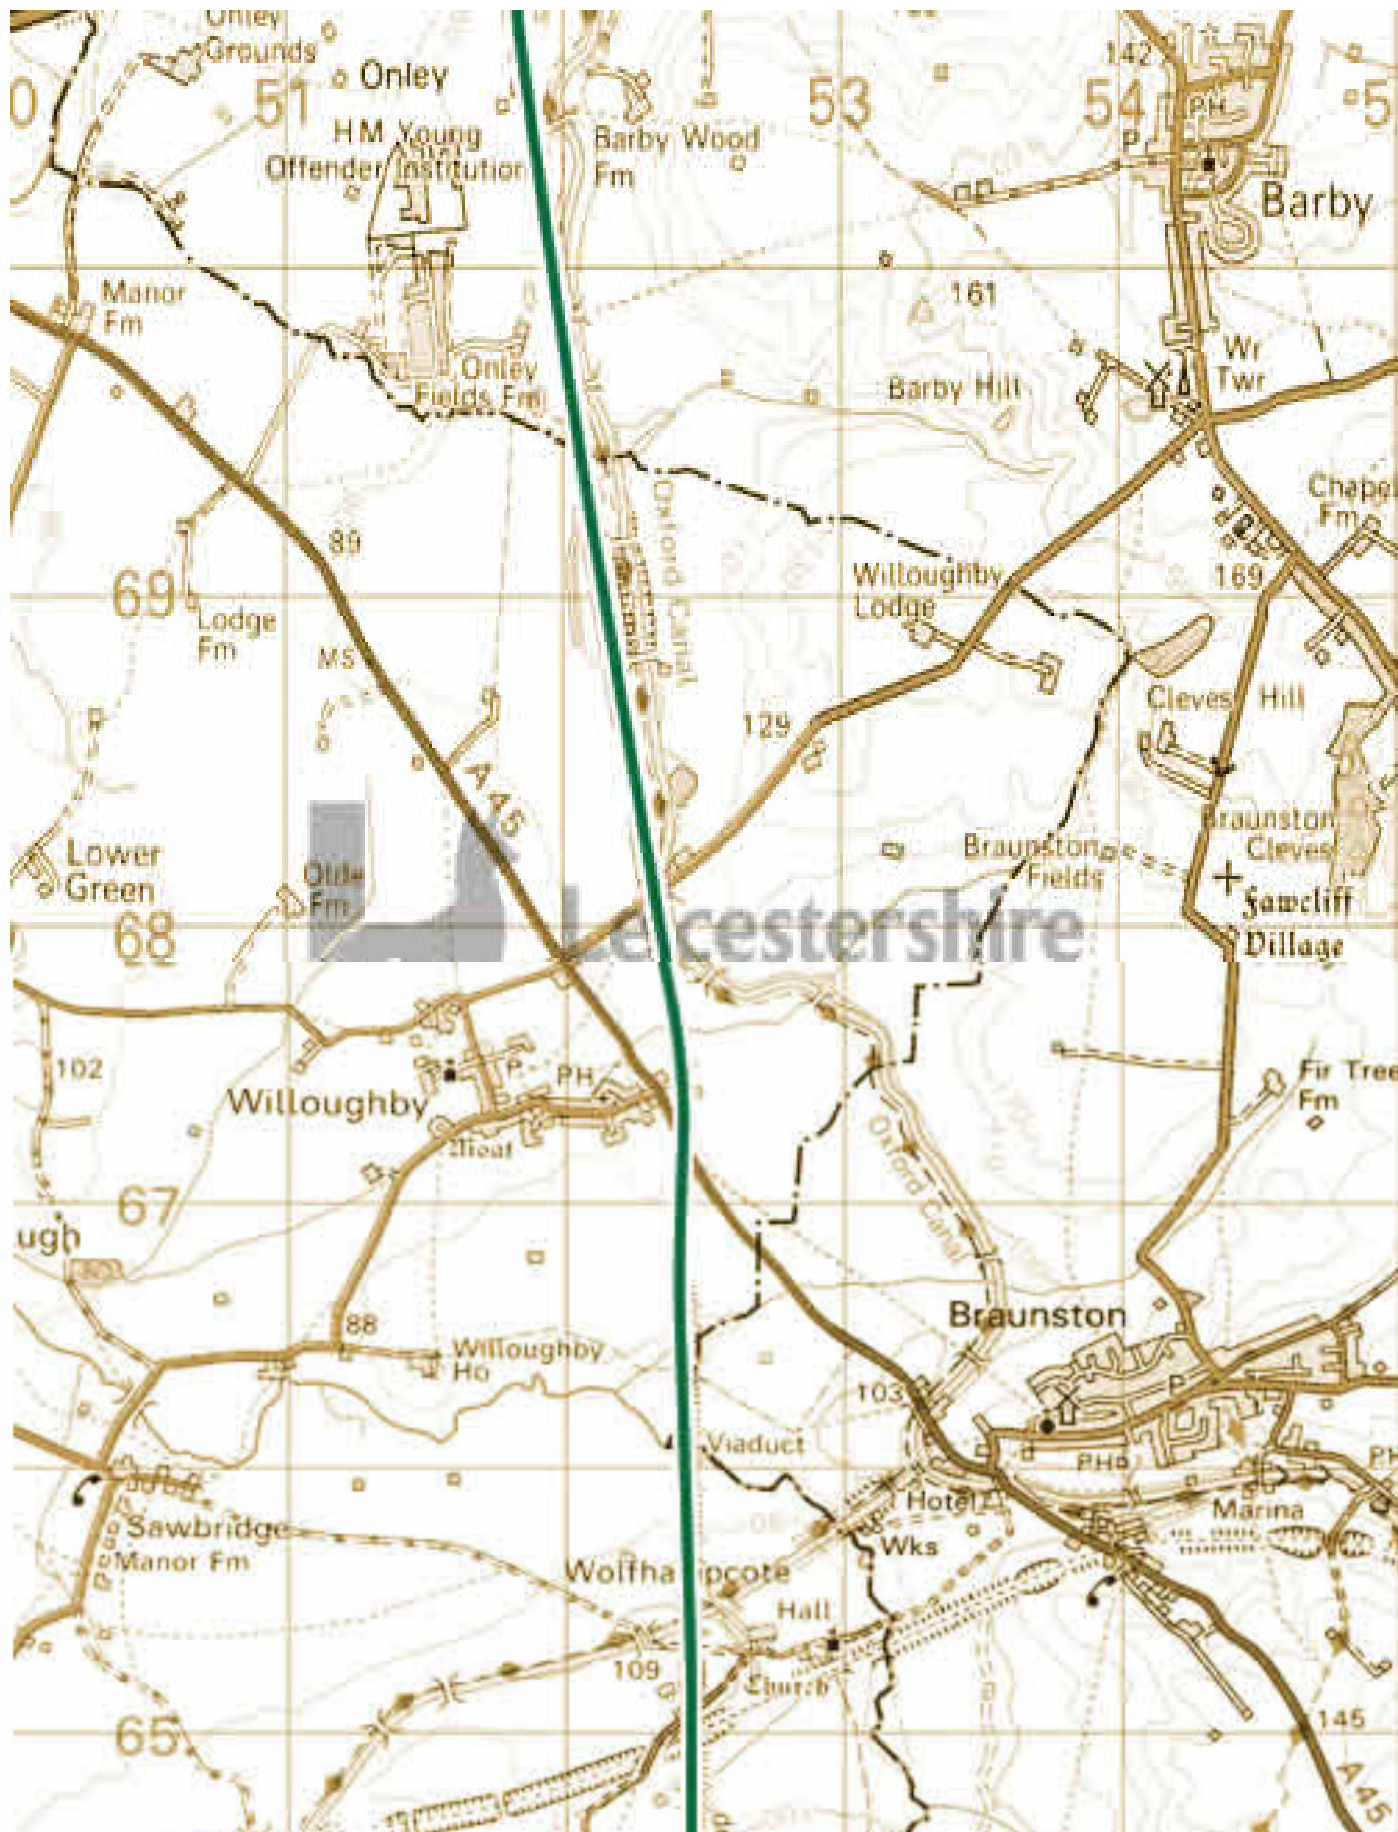 Onley
Grounds
51
Onley
H M Young
Offender Institution
Barby Wood
Fm
53
54
142
PH
P
Barby
Manor
Fm
161
Wr
Twr
Onley
Fields Fm
Barby Hill
Oxford Canal
89
69
Lodge
Fm
MS
Willoughby
Lodge
169
Cleves Hill
129
A 45
Lower
Green
Fm
Braunston
Fields
Braunston
Cleves
Fawcliff
Village
68
Leicestershire
102
Willoughby
P
PH
Moat
Fir Tree
Fm
Oxford Canal
67
ugh
88
Willoughby
Ho
Braunston
103
P
Viaduct
PH
PH
Hotel
Wks
Marina
Sawbridge
Manor Fm
Hall
109
Church
65
145
A45